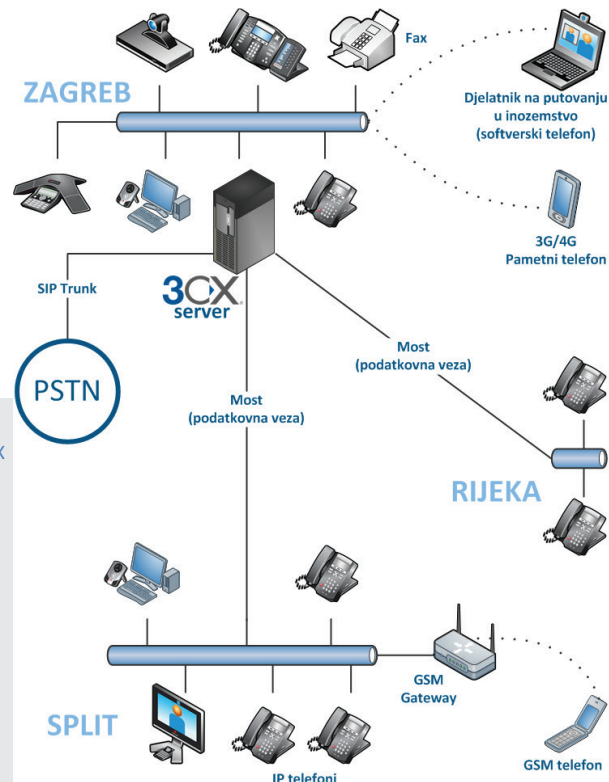 Fax
ZAGREB
Djelatnik na putovanju
u inozemstvo
(softverski telefon)
3G/4G
Pametni telefon
SIP Trunk
3CX
server
Most
(podatkovna veza)
PSTN
Most
(podatkovna veza)
X
RIJEKA
GSM
Gateway
SPLIT
IP telefoni
GSM telefon